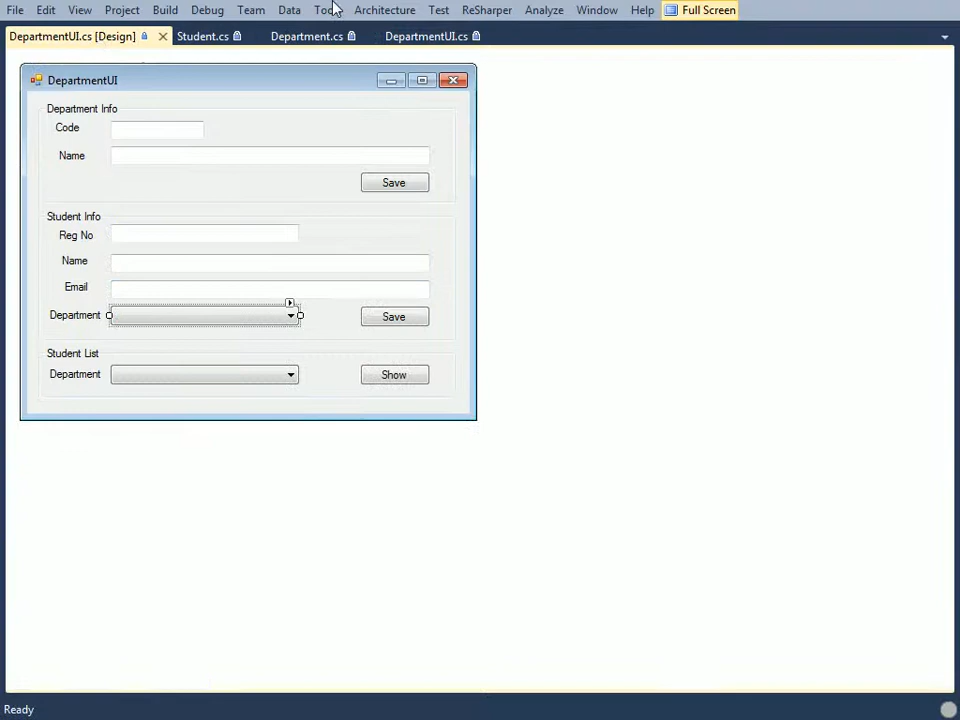 File Edit View Project Build Debug Team Data Architecture Test ReSharper Analyze Window Help Full Screen
DepartmentUI.cs [Design] Student.cs Department.cs DepartmentUI.cs
DepartmentUI
Department Info
Code
Name
Save
Student Info
Reg No
Name
Email
Department Save
Student List
Department Show
Ready